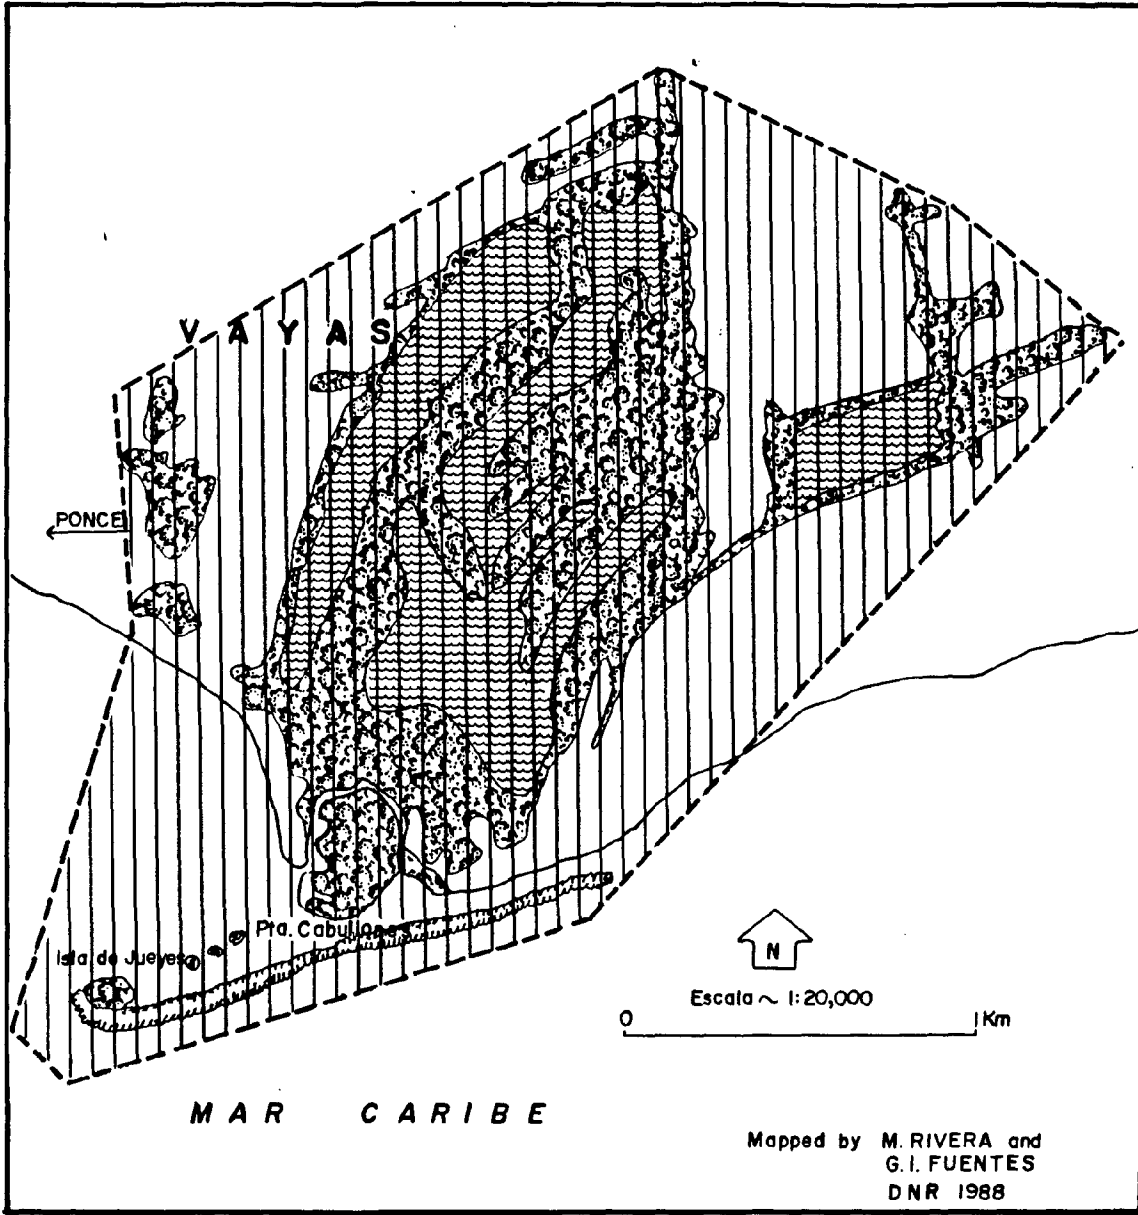 VAYAS
PONCE
Pta. Cabullones
Isla de Jueyes
N
Escala ~ 1:20,000
0 1 Km
MAR CARIBE
Mapped by M. RIVERA and
G.I. FUENTES
DNR 1988